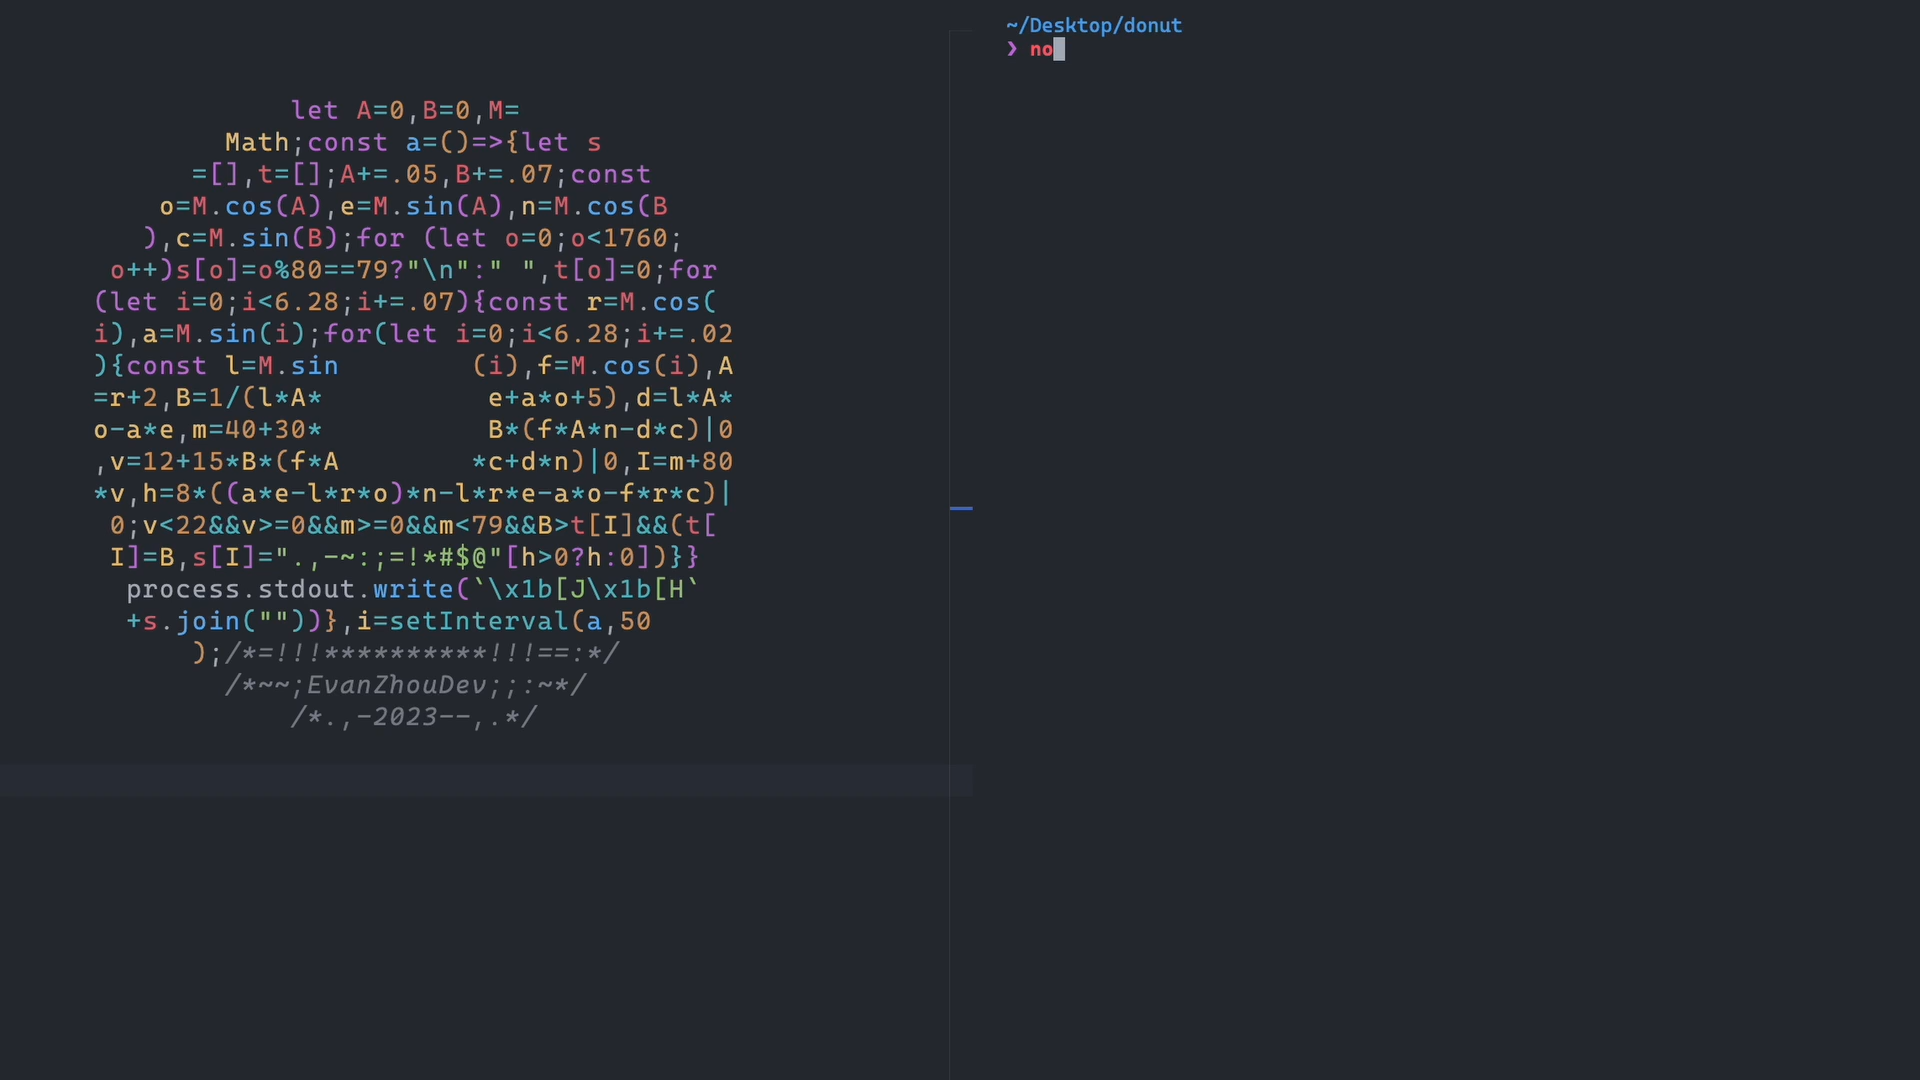 let A=0,B=0,M=
Math;const a=()=>{let s
=[],t=[];A+=.05,B+=.07;const
o=M.cos(A),e=M.sin(A),n=M.cos(B
),c=M.sin(B);for (let o=0;o<1760;
o++)s[o]=o%80==79?"\n":" ",t[o]=0;for
(let i=0;i<6.28;i+=.07){const r=M.cos(
i),a=M.sin(i);for(let i=0;i<6.28;i+=.02
){const l=M.sin (i),f=M.cos(i),A
=r+2,B=1/(l*A* e+a*o+5),d=l*A*
o-a*e,m=40+30* B*(f*A*n-d*c)|0
,v=12+15*B*(f*A *c+d*n)|0,I=m+80
*v,h=8*((a*e-l*r*o)*n-l*r*e-a*o-f*r*c)|
0;v<22&&v>=0&&m>=0&&m<79&&B>t[I]&&(t[
I]=B,s[I]=".,-~:;=!*#$@"[h>0?h:0])}}
process.stdout.write(`\x1b[J\x1b[H`
+s.join(""))},i=setInterval(a,50
);/*=!!!**********!!!==:*/
/*~~;EvanZhouDev;;:~*/
/*.,-2023--,.*/
~/Desktop/donut
❯ no